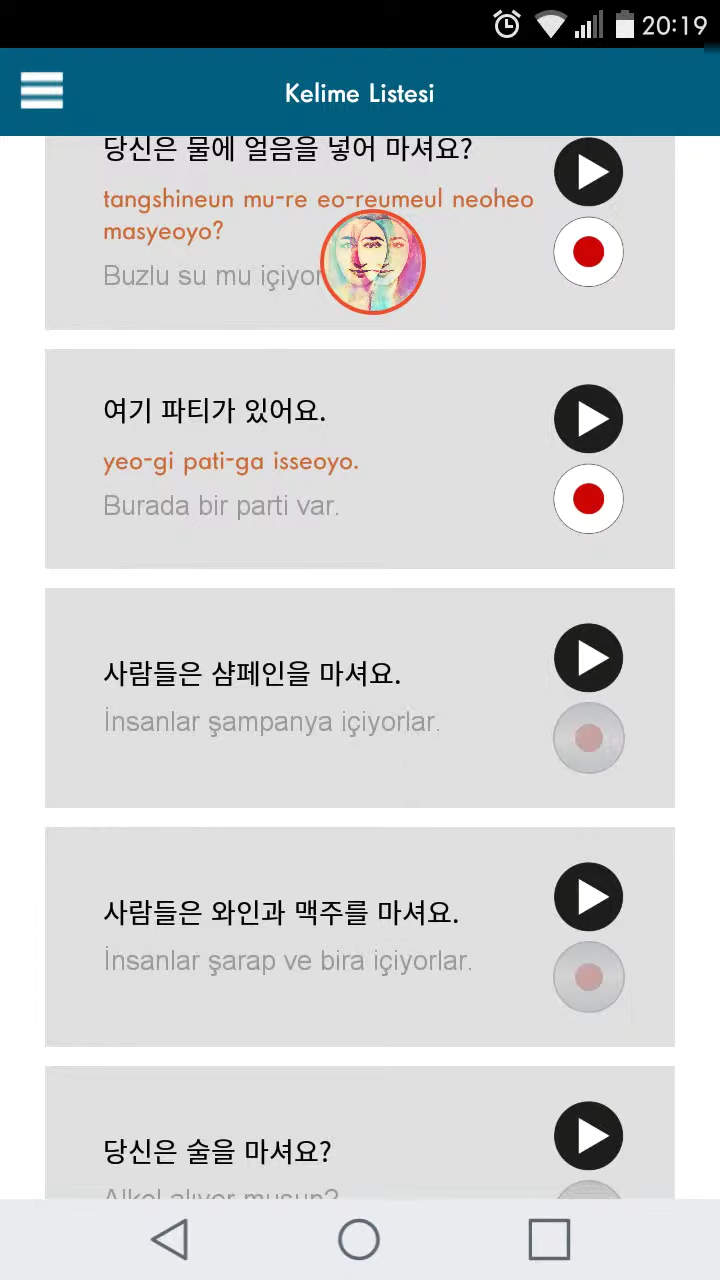 20:19
Kelime Listesi
당신은 물에 얼음을 넣어 마셔요?
tangshineun mu-re eo-reumeul neoheo
masyeoyo?
Buzlu su mu
여기 파티가 있어요.
yeo-gi pati-ga isseoyo.
Burada bir parti var.
사람들은 샴페인을 마셔요.
İnsanlar şampanya içiyorlar.
사람들은 와인과 맥주를 마셔요.
İnsanlar şarap ve bira içiyorlar.
당신은 술을 마셔요?
Alkol alıyor musun?